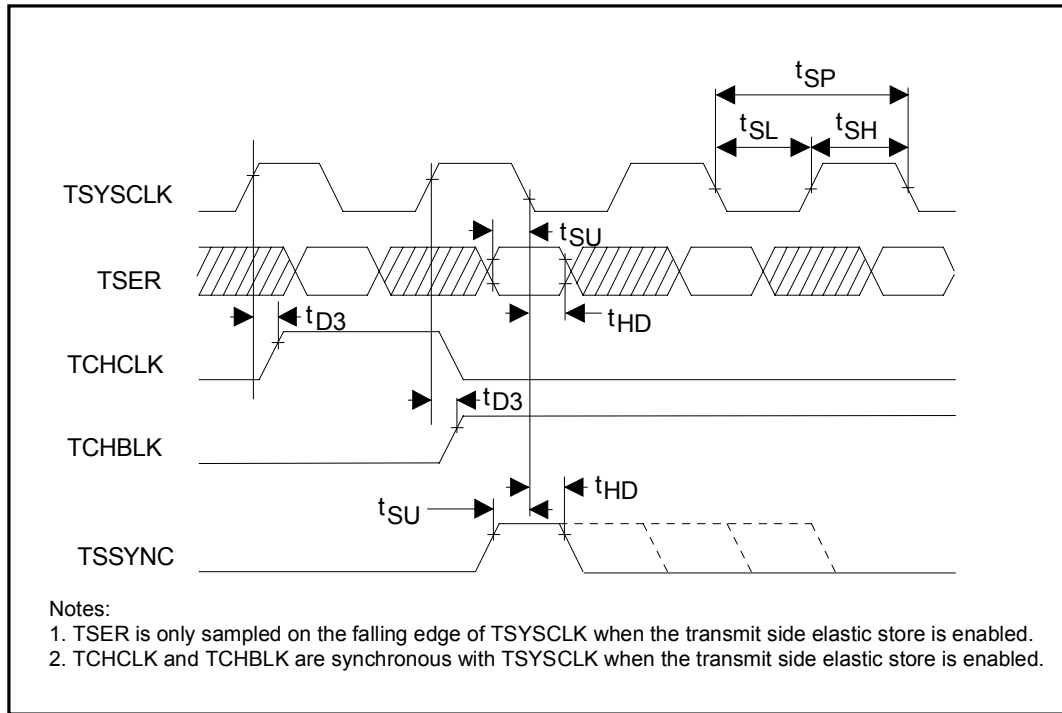 tSP
tSL tSH
TSYSCLK
tSU
TSER
tD3 tHD
TCHCLK
tD3
TCHBLK
tSU tHD
TSSYNC
Notes:
1. TSER is only sampled on the falling edge of TSYSCLK when the transmit side elastic store is enabled.
2. TCHCLK and TCHBLK are synchronous with TSYSCLK when the transmit side elastic store is enabled.